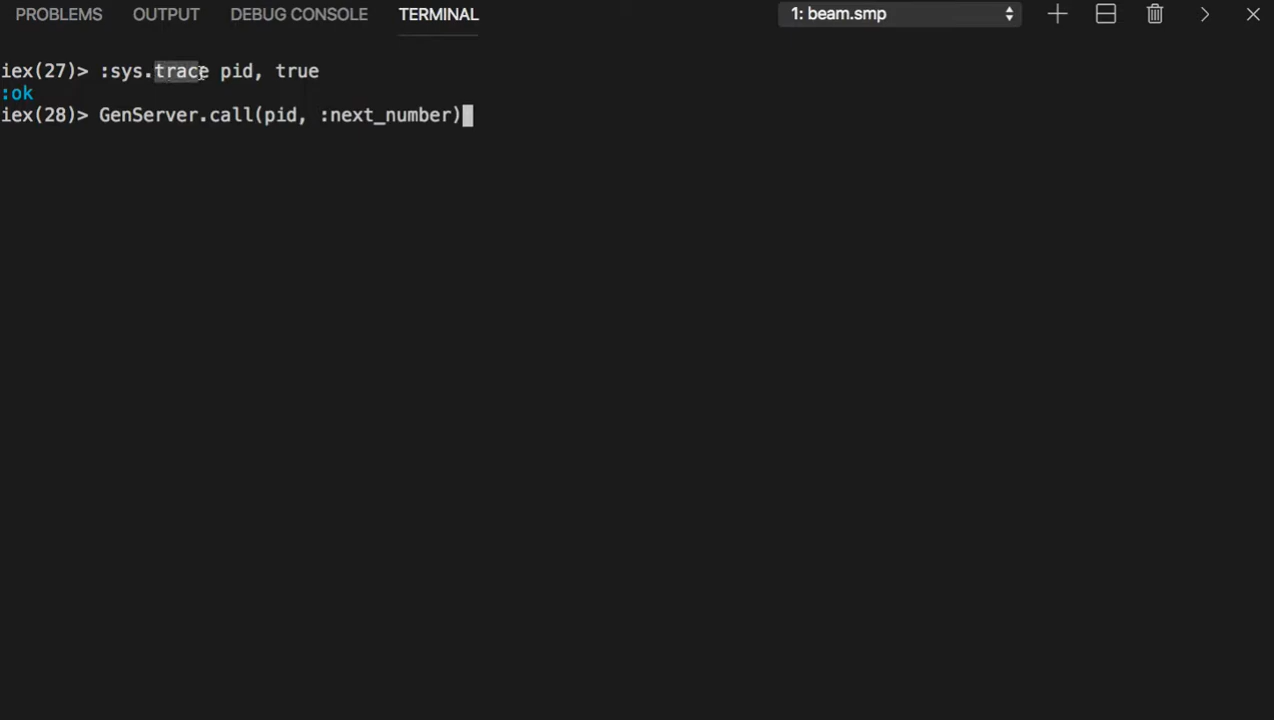 PROBLEMS OUTPUT DEBUG CONSOLE TERMINAL 1: beam.smp
iex(27)> :sys.trace pid, true
:ok
iex(28)> GenServer.call(pid, :next_number)